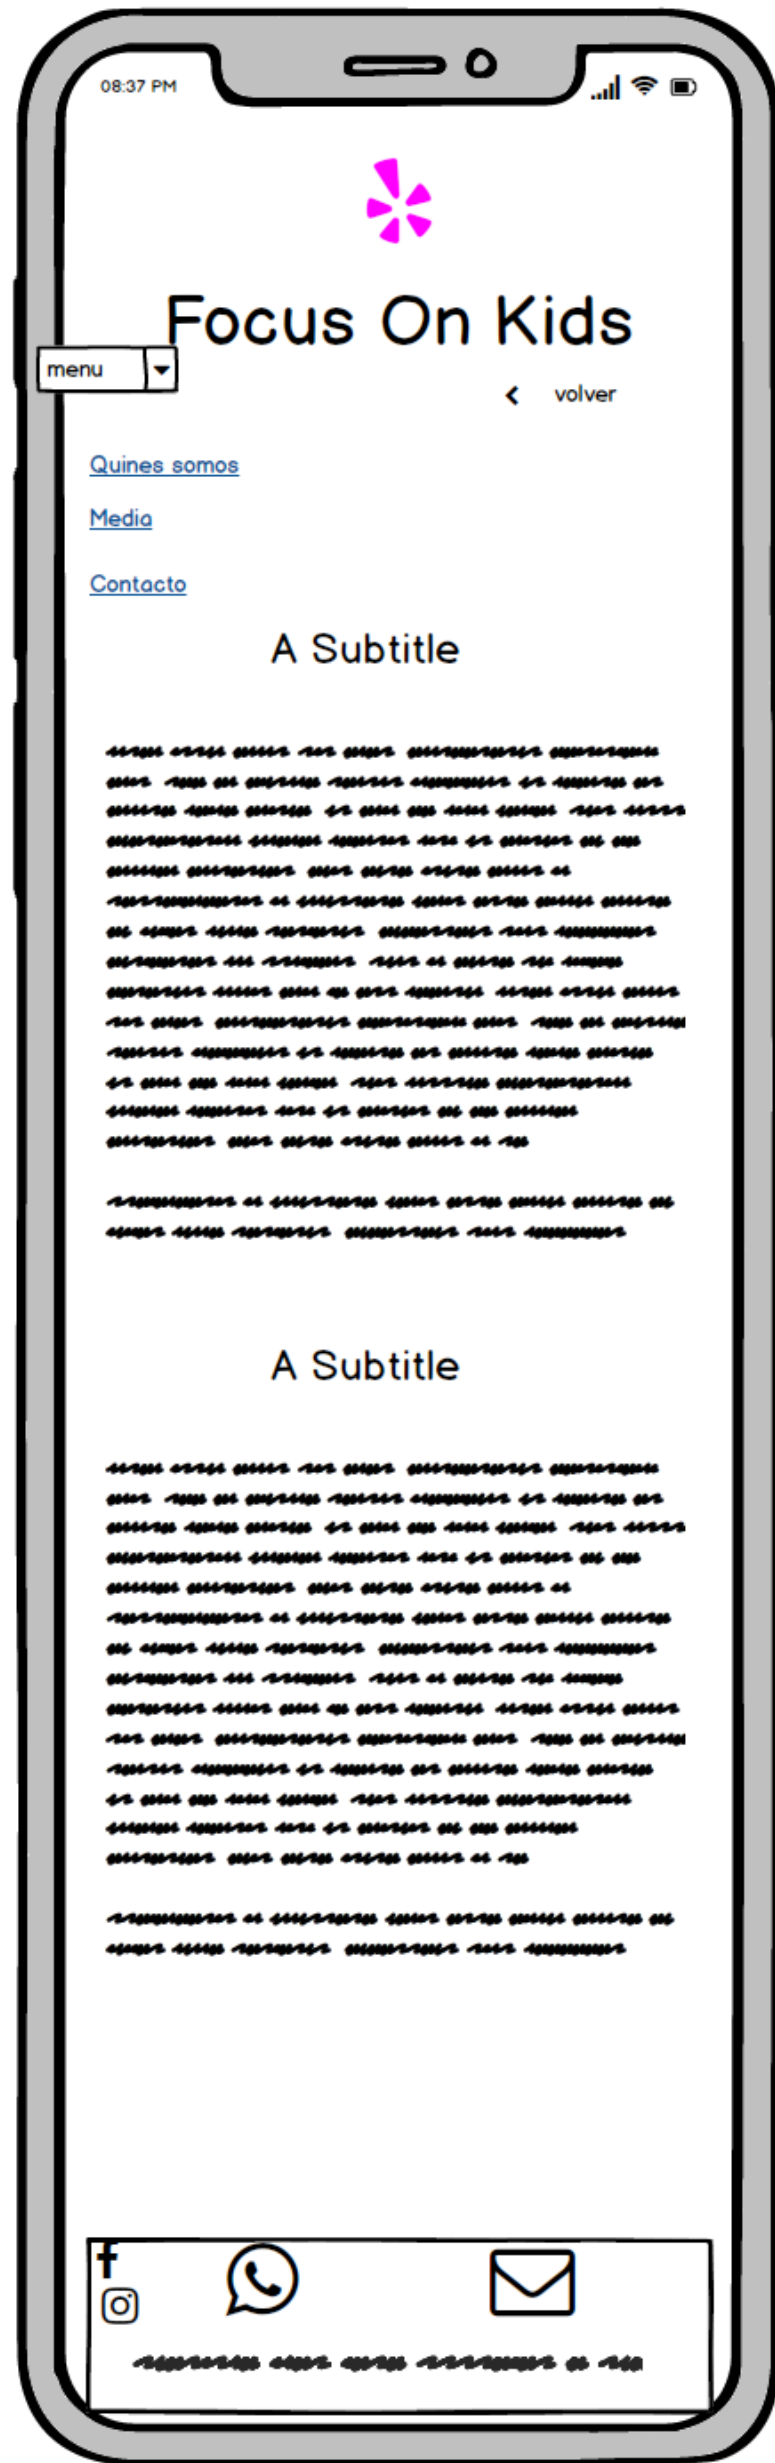 08:37 PM
Focus On Kids
menu
volver
Quines somos
Media
Contacto
A Subtitle
A Subtitle